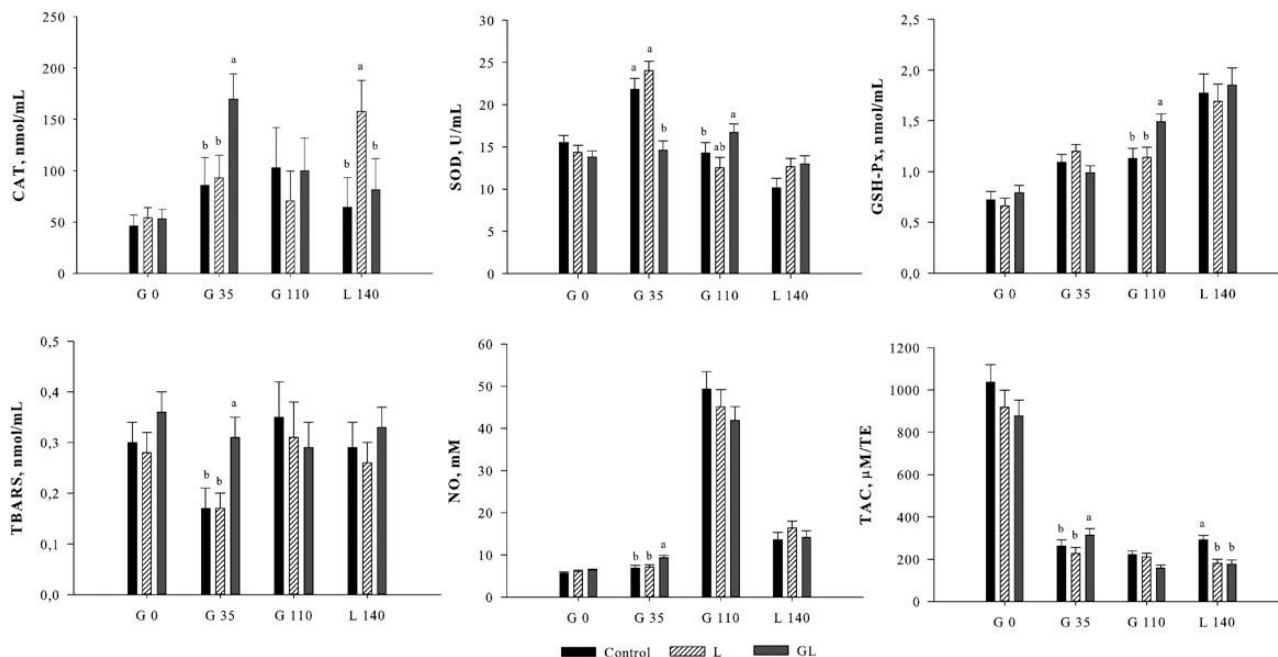 CAT, nmol/mL
250
200
150
100
50
0
b
b
a
b
a
b
G 0
G 35
G 110
L 140
SOD, U/mL
30
25
20
15
10
5
0
a
a
b
b
ab
a
G 0
G 35
G 110
L 140
GSH-Px, nmol/mL
2,5
2,0
1,5
1,0
0,5
0,0
b
b
a
G 0
G 35
G 110
L 140
TBARS, nmol/mL
0,5
0,4
0,3
0,2
0,1
0,0
b
b
a
G 0
G 35
G 110
L 140
NO, mM
60
50
40
30
20
10
0
b
b
a
G 0
G 35
G 110
L 140
TAC, µM/TE
1200
1000
800
600
400
200
0
b
b
a
a
b
b
G 0
G 35
G 110
L 140
Control
L
GL